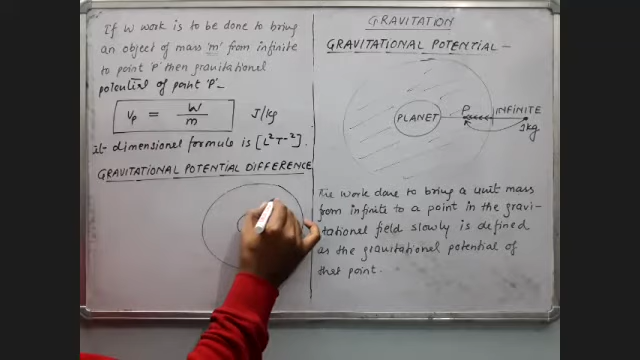 If W work is to be done to bring
an object of mass 'm' from infinite
to point 'P' then gravitational
potential of point 'P'-
Vp = W/m J/kg
It dimensional formula is [L²T⁻²].
GRAVITATIONAL POTENTIAL DIFFERENCE
GRAVITATION
GRAVITATIONAL POTENTIAL -
PLANET
P
INFINITE
1kg
The work done to bring a unit mass
from infinite to a point in the gravi-
tational field slowly is defined
as the gravitational potential of
that point.